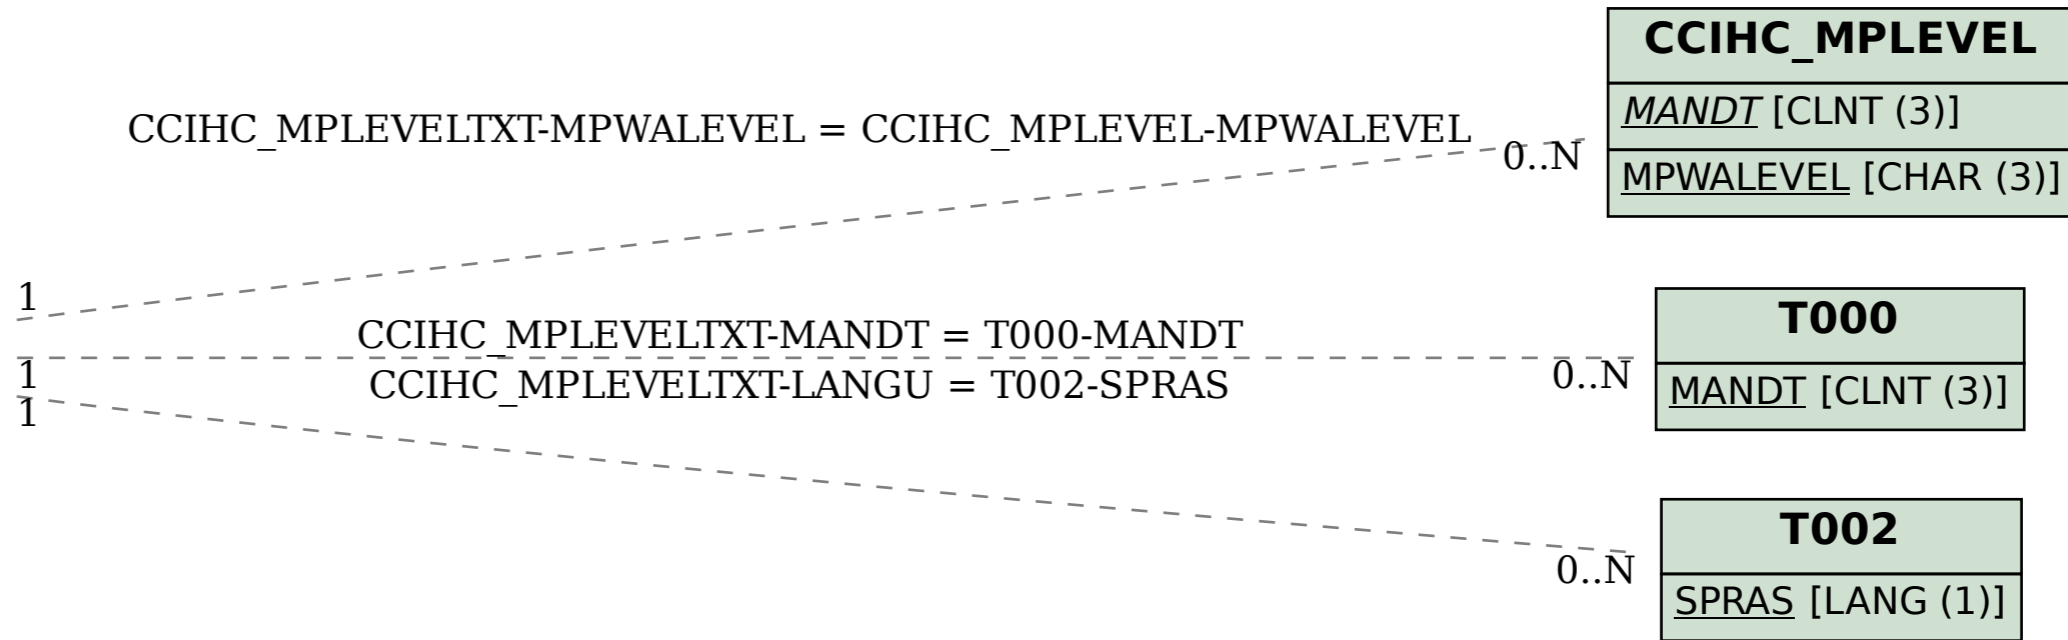 CCIHC_MPLEVEL
MANDT [CLNT (3)]
CCIHC_MPLEVELTXT-MPWALEVEL = CCIHC_MPLEVEL-MPWALEVEL
0..N
MPWALEVEL [CHAR (3)]
1
T000
CCIHC_MPLEVELTXT-MANDT = T000-MANDT
1
0..N
MANDT [CLNT (3)]
CCIHC_MPLEVELTXT-LANGU = T002-SPRAS
1
T002
0..N
SPRAS [LANG (1)]